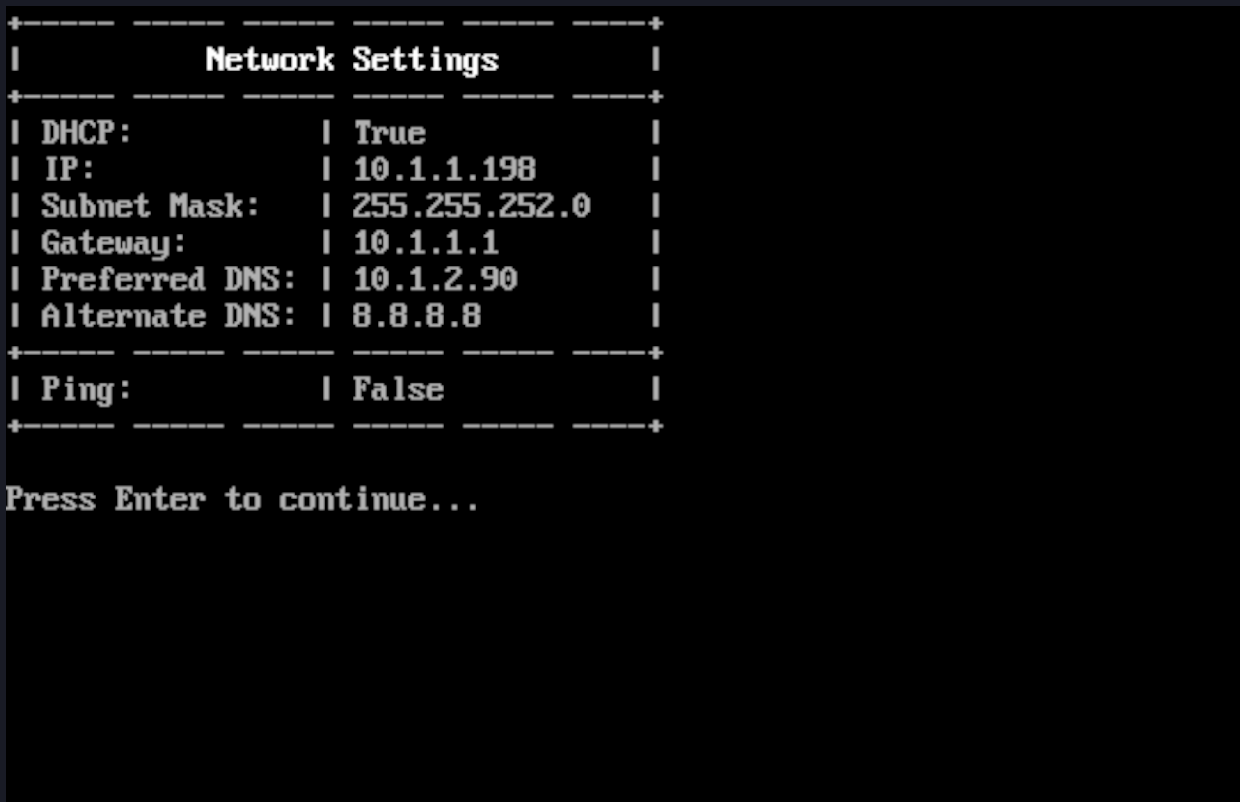 +----- ----- ----- ----- ----- ----+
| Network Settings |
+----- ----- ----- ----- ----- ----+
| DHCP: | True |
| IP: | 10.1.1.198 |
| Subnet Mask: | 255.255.252.0 |
| Gateway: | 10.1.1.1 |
| Preferred DNS: | 10.1.2.90 |
| Alternate DNS: | 8.8.8.8 |
+----- ----- ----- ----- ----- ----+
| Ping: | False |
+----- ----- ----- ----- ----- ----+
Press Enter to continue...